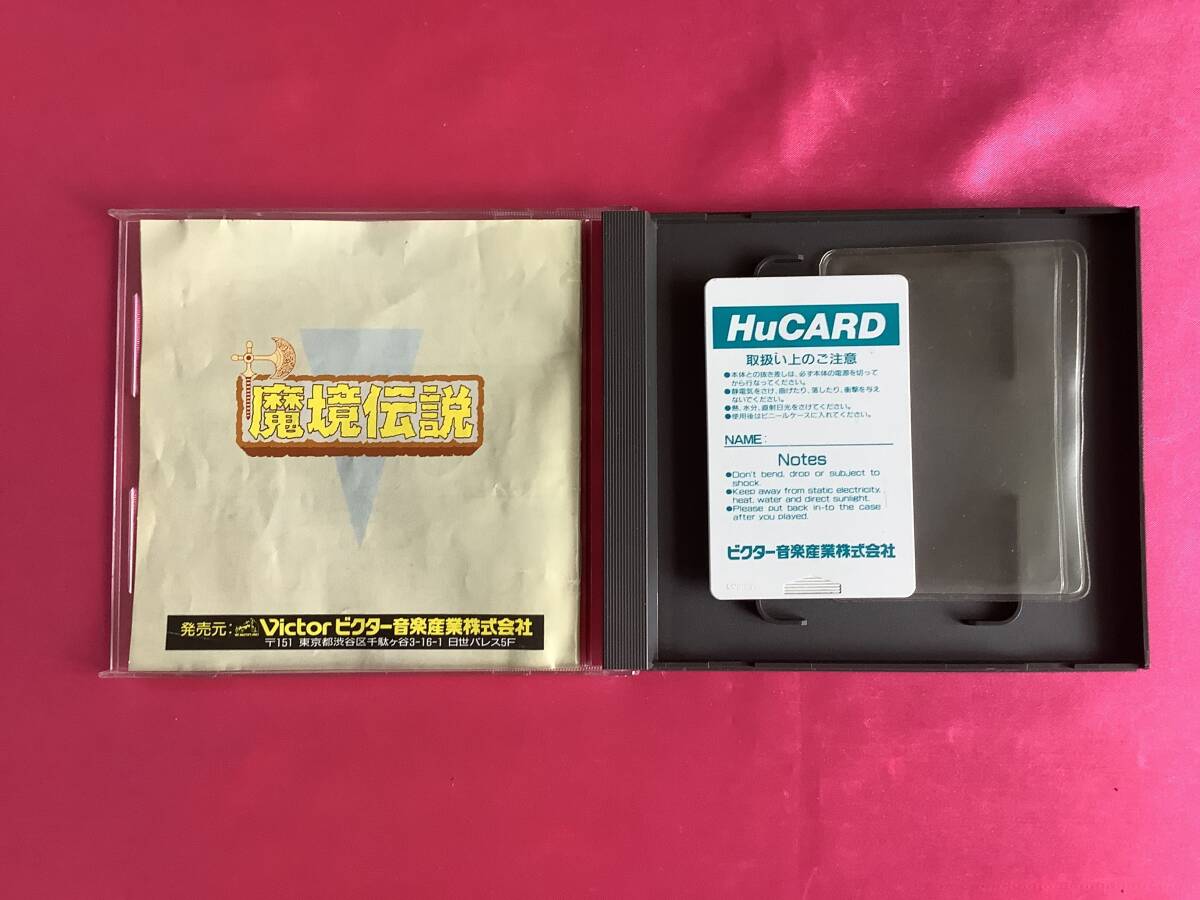 魔境伝説
発売元: Victor ビクター音楽産業株式会社
〒151 東京都渋谷区千駄ヶ谷3-16-1 日世パレス5F
HuCARD
取扱い上のご注意
●本体との抜き差しは、必ず本体の電源を切って
から行なってください。
●静電気をさけ、曲げたり、落したり、衝撃を与え
ないでください。
●熱、水分、直射日光をさけてください。
●使用後はビニールケースに入れてください。
NAME:
Notes
●Don't bend, drop or subject to
shock.
●Keep away from static electricity,
heat, water and direct sunlight.
●Please put back in-to the case
after you played.
ビクター音楽産業株式会社